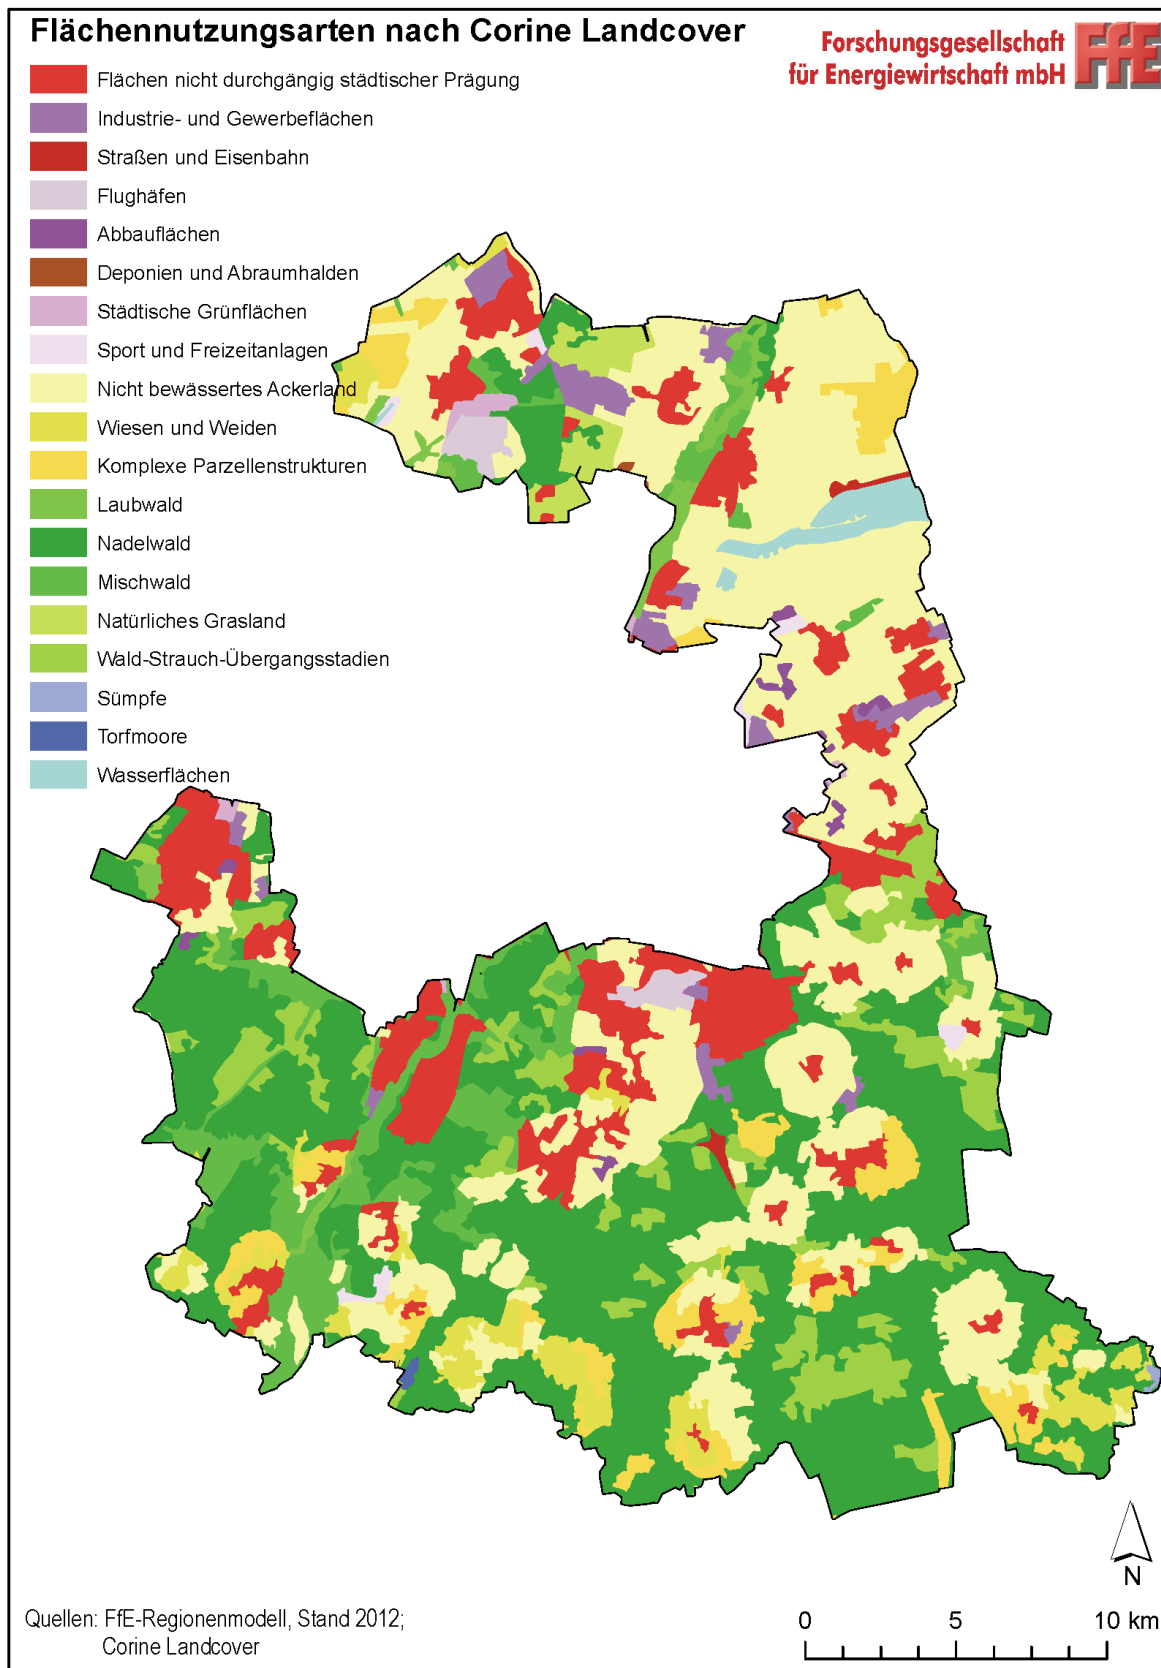 Flächennutzungsarten nach Corine Landcover
Forschungsgesellschaft
für Energiewirtschaft mbH
FfE
Flächen nicht durchgängig städtischer Prägung
Industrie- und Gewerbeflächen
Straßen und Eisenbahn
Flughäfen
Abbauflächen
Deponien und Abraumhalden
Städtische Grünflächen
Sport und Freizeitanlagen
Nicht bewässertes Ackerland
Wiesen und Weiden
Komplexe Parzellenstrukturen
Laubwald
Nadelwald
Mischwald
Natürliches Grasland
Wald-Strauch-Übergangsstadien
Sümpfe
Torfmoore
Wasserflächen
N
Quellen: FfE-Regionenmodell, Stand 2012;
Corine Landcover
0 5 10 km